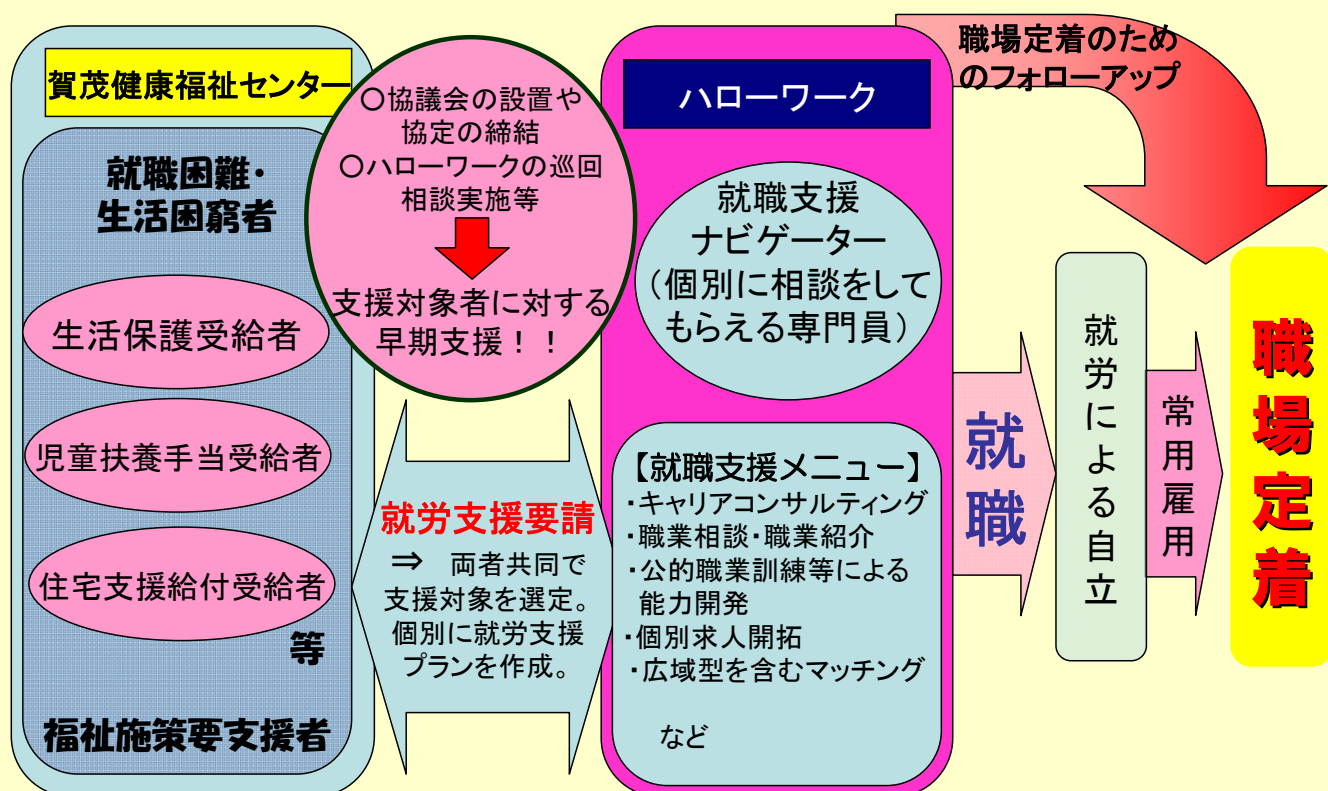 賀茂健康福祉センター
就職困難・
生活困窮者
生活保護受給者
児童扶養手当受給者
住宅支援給付受給者
等
福祉施策要支援者
○協議会の設置や
協定の締結
○ハローワークの巡回
相談実施等
支援対象者に対する
早期支援！！
就労支援要請
⇒ 両者共同で
支援対象を選定。
個別に就労支援
プランを作成。
ハローワーク
就職支援
ナビゲーター
（個別に相談をして
もらえる専門員）
【就職支援メニュー】
・キャリアコンサルティング
・職業相談・職業紹介
・公的職業訓練等による
能力開発
・個別求人開拓
・広域型を含むマッチング
など
職場定着のため
のフォローアップ
就職
就労による自立
常用雇用
職場定着